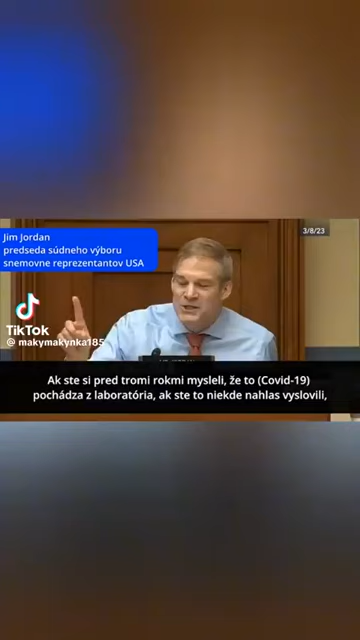 Jim Jordan
predseda súdneho výboru
snemovne reprezentantov USA
3/8/23
TikTok
@ makymakynka185
Ak ste si pred tromi rokmi mysleli, že to (Covid-19)
pochádza z laboratória, ak ste to niekde nahlas vyslovili,